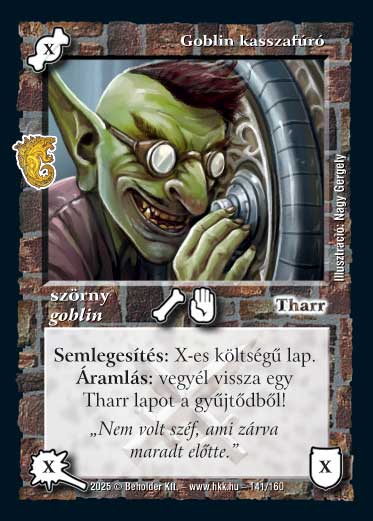 X
Goblin kasszafúró
Illusztráció: Nagy Gergely
szörny
goblin
Tharr
Semlegesítés: X-es költségű lap.
Áramlás: vegyél vissza egy
Tharr lapot a gyűjtődből!
„Nem volt széf, ami zárva
maradt előtte.”
X
2025 © Beholder Kft. – www.hkk.hu – 141/160
X